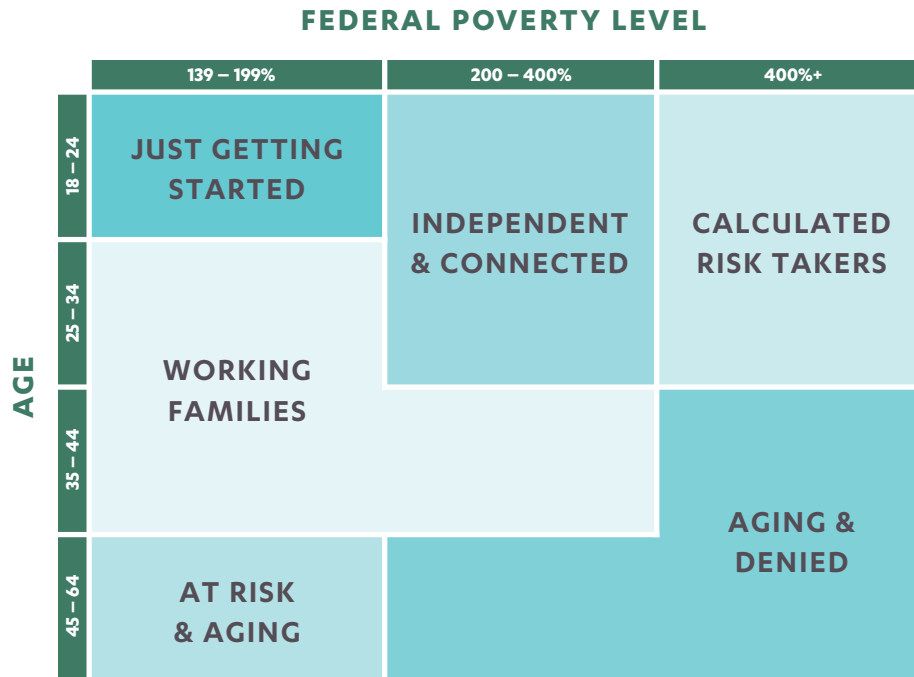 FEDERAL POVERTY LEVEL
139 – 199%
200 – 400%
400%+
AGE
18 – 24
25 – 34
35 – 44
45 – 64
JUST GETTING
STARTED
INDEPENDENT
& CONNECTED
CALCULATED
RISK TAKERS
WORKING
FAMILIES
AGING &
DENIED
AT RISK
& AGING